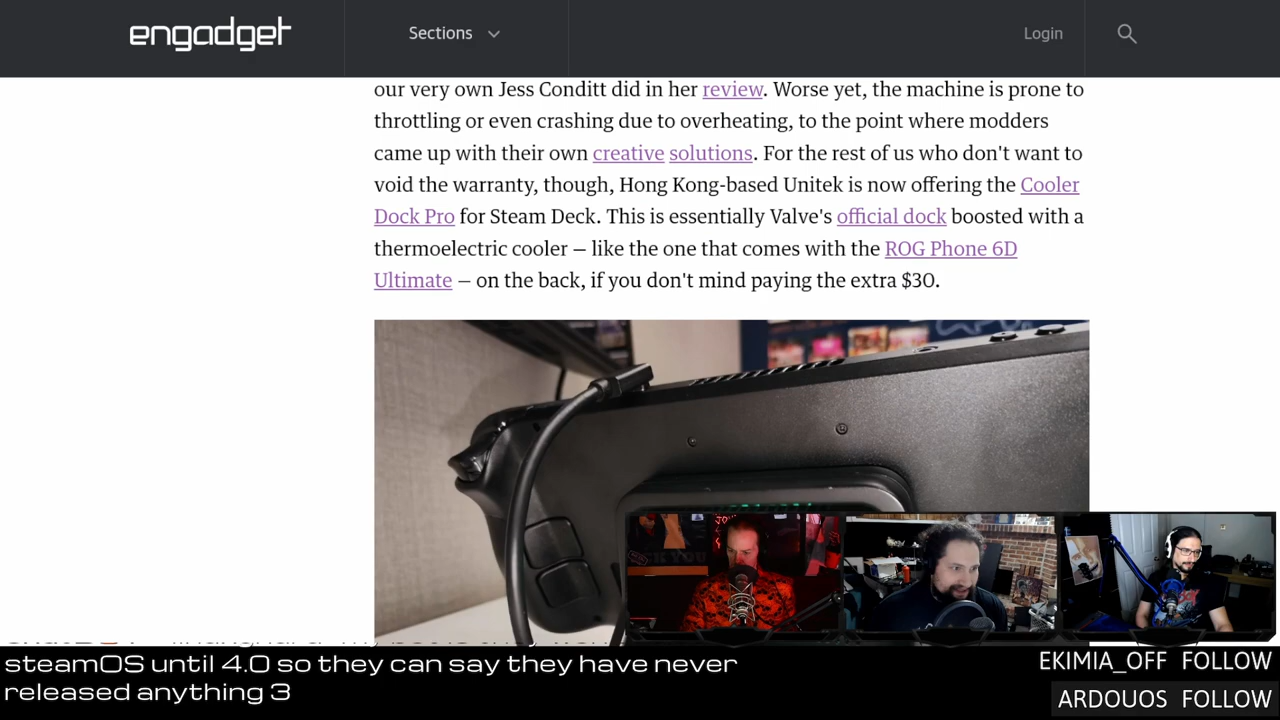 engadget
Sections
Login
our very own Jess Conditt did in her review. Worse yet, the machine is prone to
throttling or even crashing due to overheating, to the point where modders
came up with their own creative solutions. For the rest of us who don't want to
void the warranty, though, Hong Kong-based Unitek is now offering the Cooler
Dock Pro for Steam Deck. This is essentially Valve's official dock boosted with a
thermoelectric cooler — like the one that comes with the ROG Phone 6D
Ultimate — on the back, if you don't mind paying the extra $30.
steamOS until 4.0 so they can say they have never
released anything 3
EKIMIA_OFF FOLLOW
ARDOUOS FOLLOW